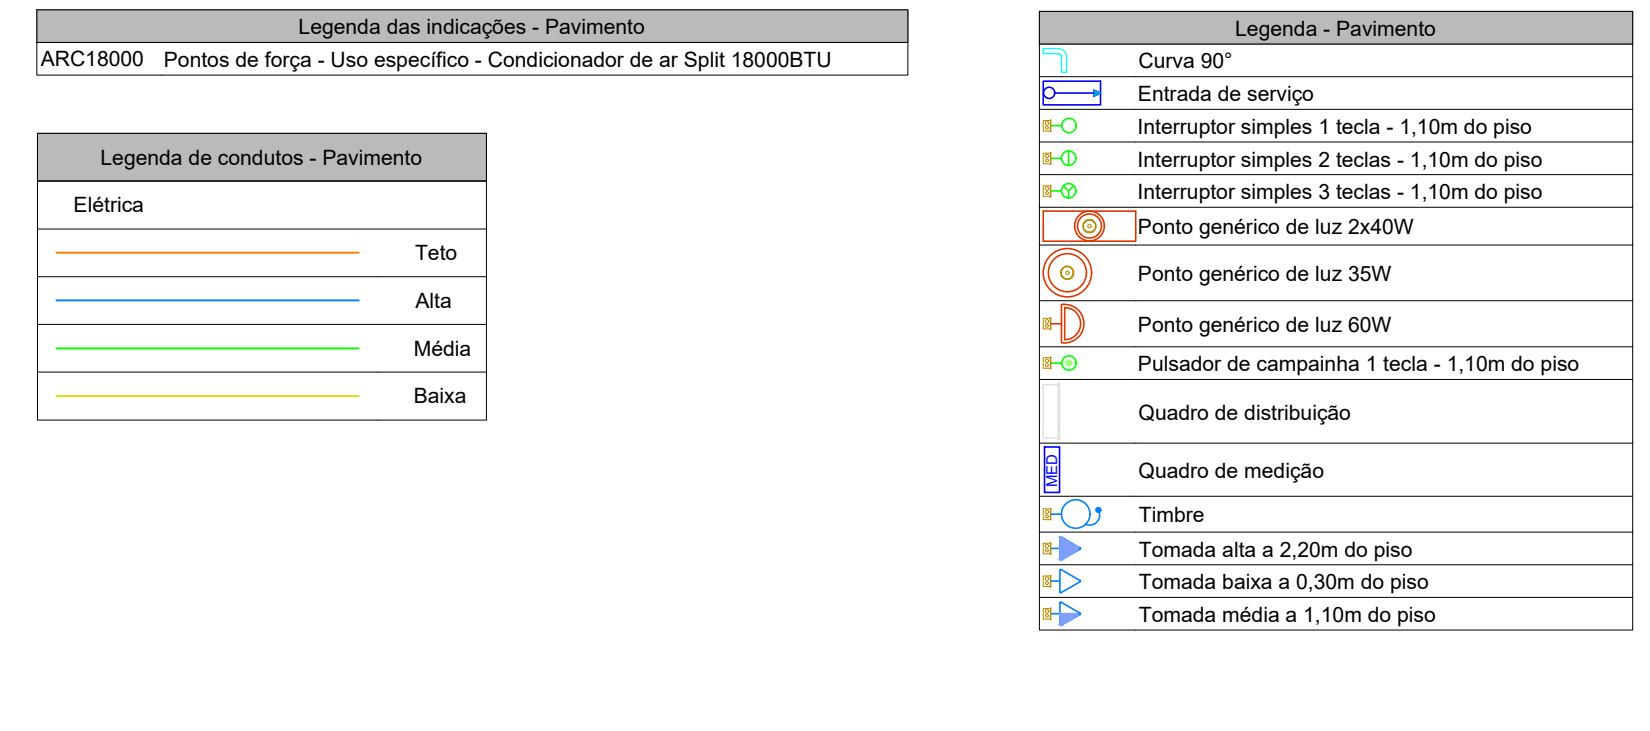 Legenda das indicações - Pavimento
ARC18000 Pontos de força - Uso específico - Condicionador de ar Split 18000BTU
Legenda de condutos - Pavimento
Elétrica
Teto
Alta
Média
Baixa
Legenda - Pavimento
Curva 90°
Entrada de serviço
Interruptor simples 1 tecla - 1,10m do piso
Interruptor simples 2 teclas - 1,10m do piso
Interruptor simples 3 teclas - 1,10m do piso
Ponto genérico de luz 2x40W
Ponto genérico de luz 35W
Ponto genérico de luz 60W
Pulsador de campainha 1 tecla - 1,10m do piso
Quadro de distribuição
MED Quadro de medição
Timbre
Tomada alta a 2,20m do piso
Tomada baixa a 0,30m do piso
Tomada média a 1,10m do piso